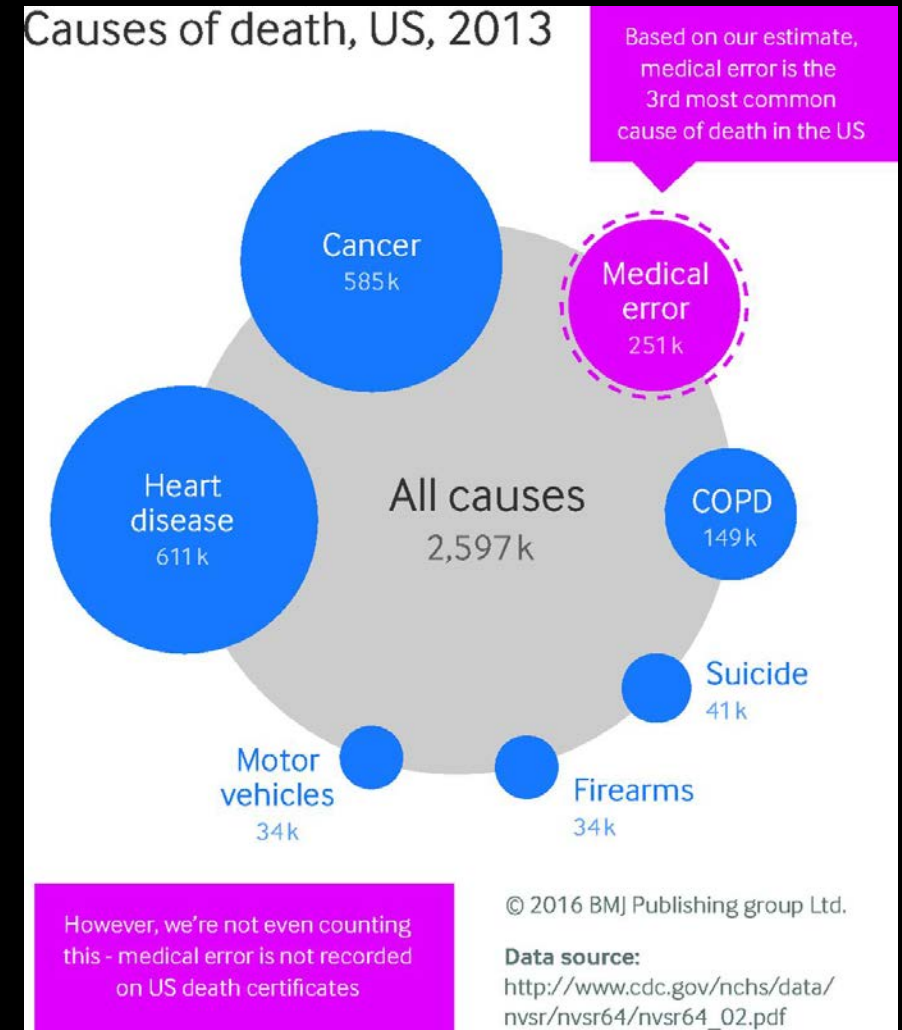 Causes of death, US, 2013
Based on our estimate,
medical error is the
3rd most common
cause of death in the US
Cancer
585k
Medical
error
251k
Heart
disease
611k
All causes
2,597k
COPD
149k
Suicide
41k
Motor
vehicles
34k
Firearms
34k
However, we're not even counting
this - medical error is not recorded
on US death certificates
© 2016 BMJ Publishing group Ltd.
Data source:
http://www.cdc.gov/nchs/data/
nvsr/nvsr64/nvsr64_02.pdf